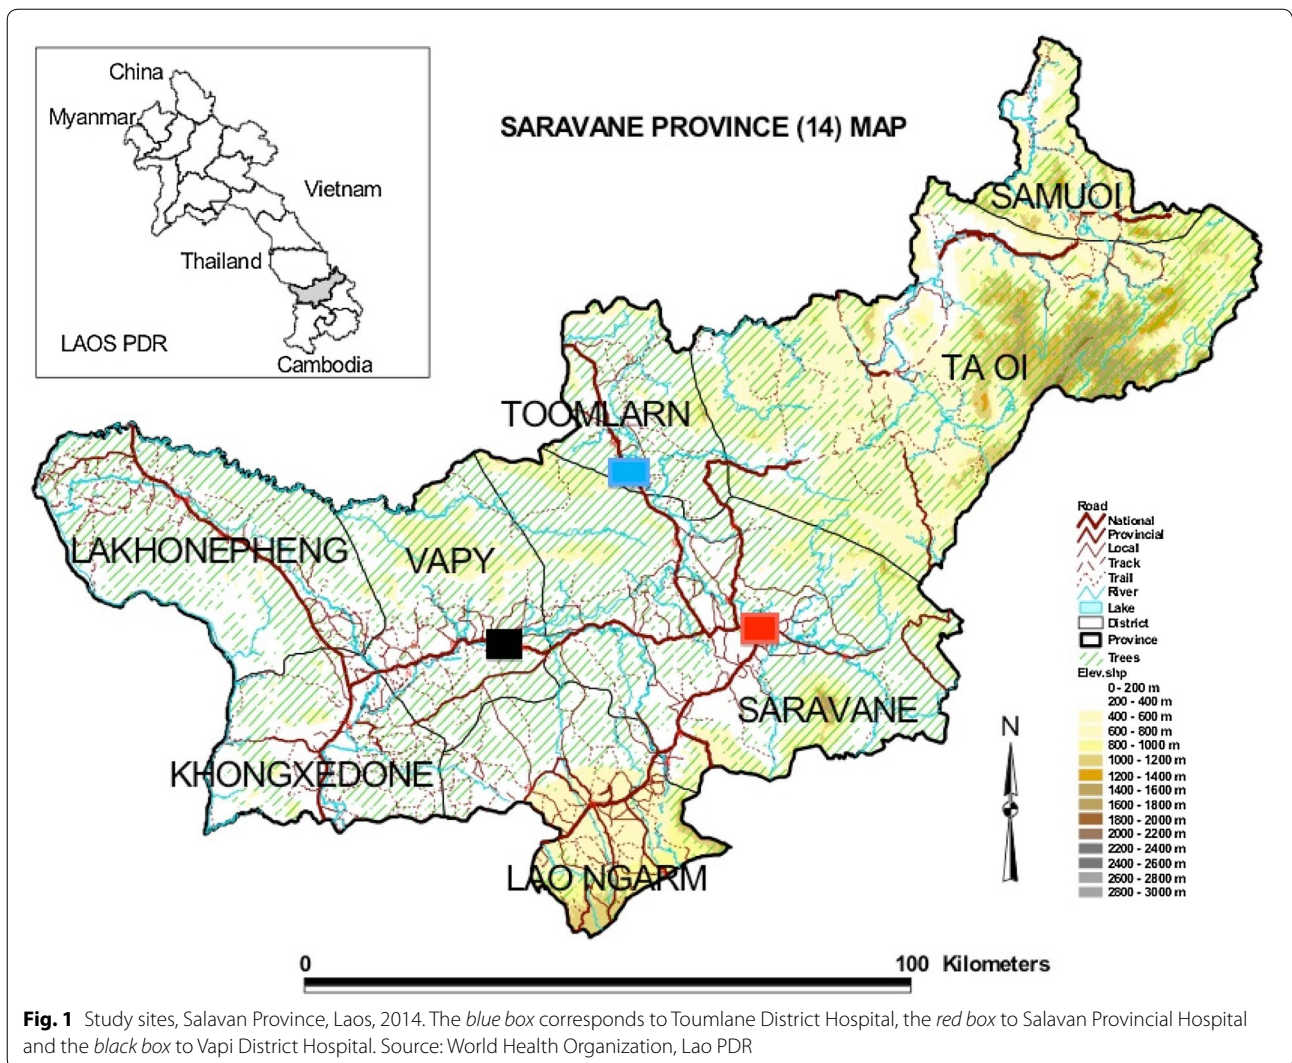 China
Myanmar
Vietnam
Thailand
LAOS PDR
Cambodia
SARAVANE PROVINCE (14) MAP
SAMUOI
TA OI
TOOMLARN
LAKHONEPHENG
VAPY
SARAVANE
KHONGXEDONE
LAO NGARM
Road
National
Provincial
Local
Track
Trail
River
Lake
District
Province
Trees
Elev.shp
0 - 200 m
200 - 400 m
400 - 600 m
600 - 800 m
800 - 1000 m
1000 - 1200 m
1200 - 1400 m
1400 - 1600 m
1600 - 1800 m
1800 - 2000 m
2000 - 2200 m
2200 - 2400 m
2400 - 2600 m
2600 - 2800 m
2800 - 3000 m
N
0 100 Kilometers
Fig. 1 Study sites, Salavan Province, Laos, 2014. The blue box corresponds to Toumlane District Hospital, the red box to Salavan Provincial Hospital
and the black box to Vapi District Hospital. Source: World Health Organization, Lao PDR